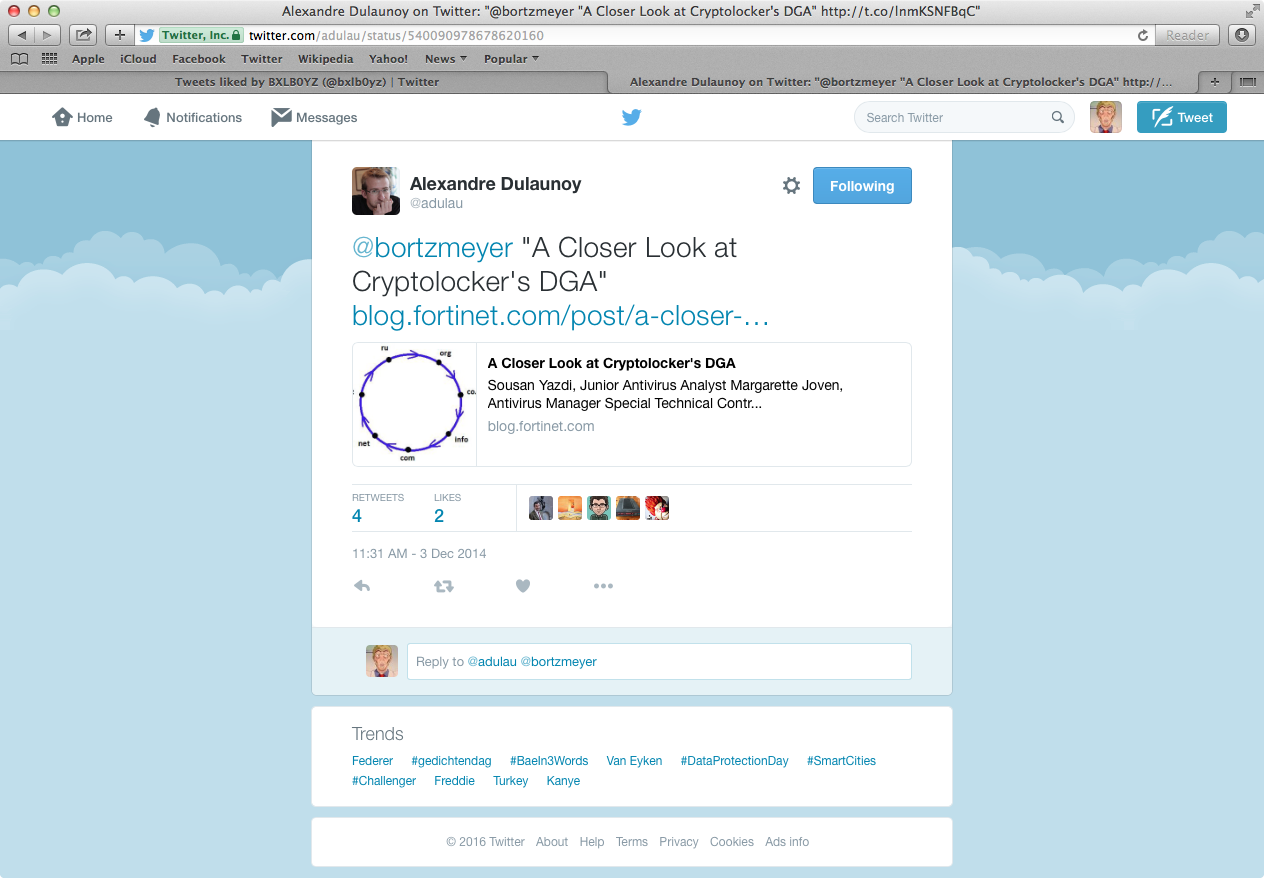 Alexandre Dulaunoy on Twitter: "@bortzmeyer "A Closer Look at Cryptolocker's DGA" http://t.co/lnmKSNFBqC"
Twitter, Inc. twitter.com/adulau/status/540090978678620160 Reader
Apple iCloud Facebook Twitter Wikipedia Yahoo! News Popular
Tweets liked by BXLB0YZ (@bxlb0yz) | Twitter
Alexandre Dulaunoy on Twitter: "@bortzmeyer "A Closer Look at Cryptolocker's DGA" http://...
Home Notifications Messages Search Twitter Tweet
Alexandre Dulaunoy
@adulau
Following
@bortzmeyer "A Closer Look at
Cryptolocker's DGA"
blog.fortinet.com/post/a-closer-…
ru
org
co.
info
com
net
A Closer Look at Cryptolocker's DGA
Sousan Yazdi, Junior Antivirus Analyst Margarette Joven,
Antivirus Manager Special Technical Contr...
blog.fortinet.com
RETWEETS LIKES
4 2
11:31 AM - 3 Dec 2014
Reply to @adulau @bortzmeyer
Trends
Federer #gedichtendag #BaeIn3Words Van Eyken #DataProtectionDay #SmartCities
#Challenger Freddie Turkey Kanye
© 2016 Twitter About Help Terms Privacy Cookies Ads info